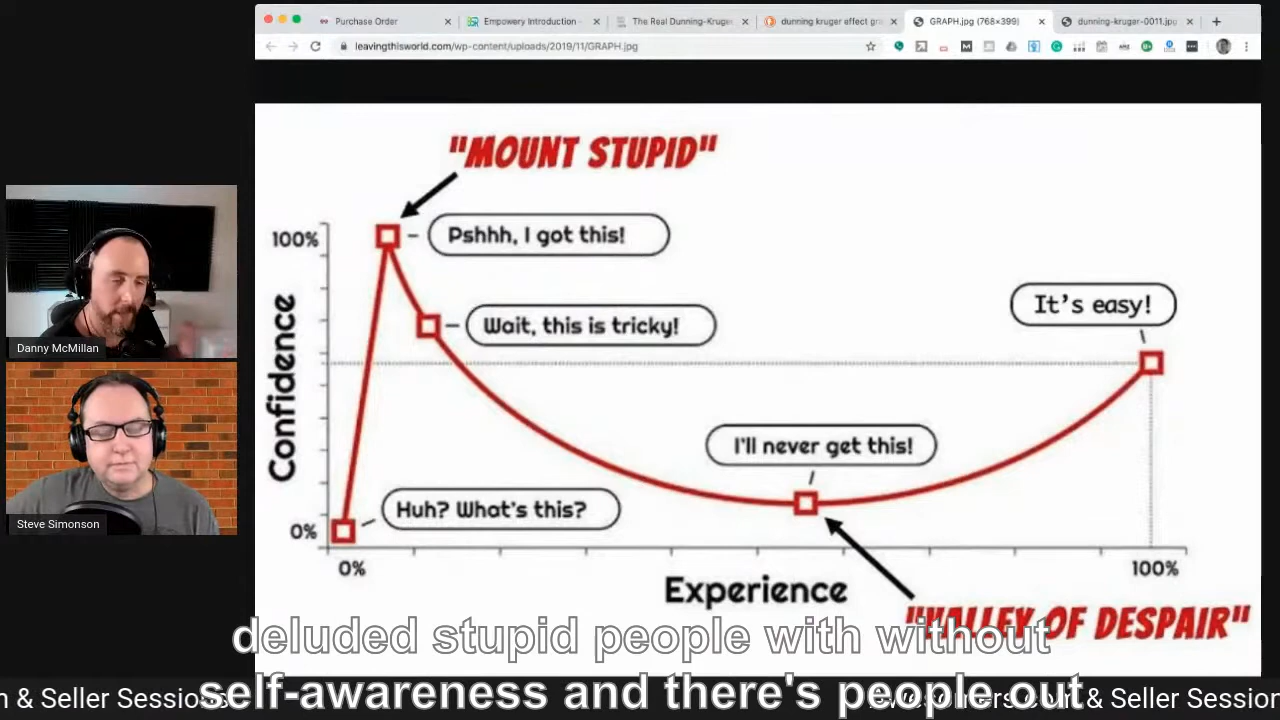 Purchase Order
Empowery Introduction -
The Real Dunning-Kruge
dunning kruger effect gra
GRAPH.jpg (768×399)
dunning-kruger-0011.jpg
leavingthisworld.com/wp-content/uploads/2019/11/GRAPH.jpg
"MOUNT STUPID"
100%
Pshhh, I got this!
Wait, this is tricky!
It's easy!
Confidence
I'll never get this!
Huh? What's this?
0%
0%
100%
Experience
"VALLEY OF DESPAIR"
Danny McMillan
Steve Simonson
deluded stupid people with without
self-awareness and there's people out
& Seller Sessions
& Seller Session